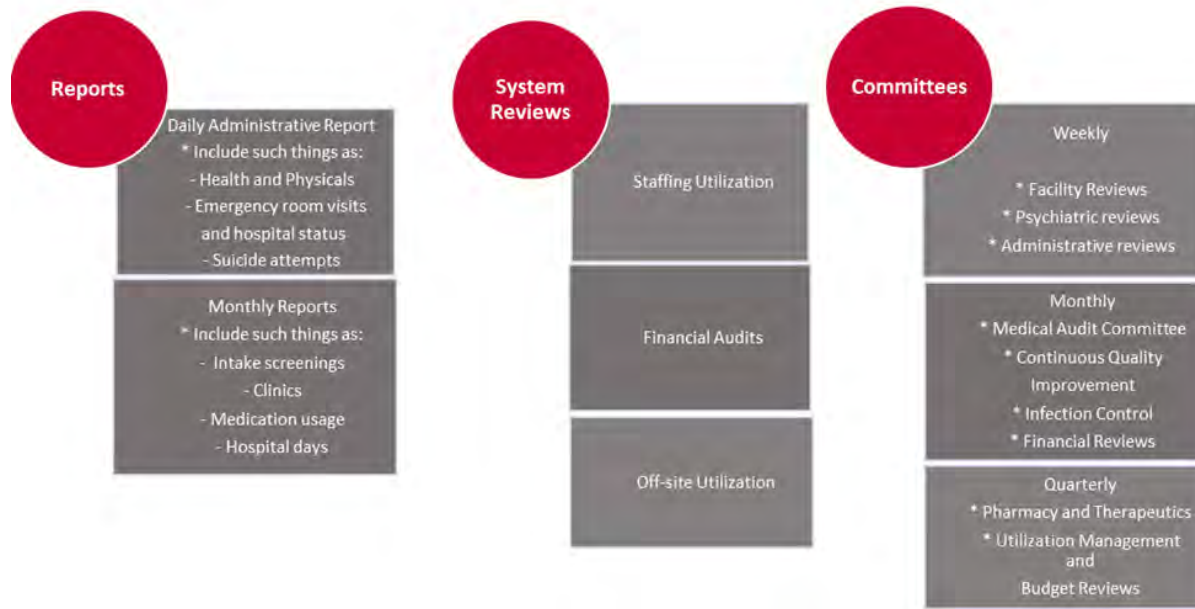 Reports
Daily Administrative Report
* Include such things as:
- Health and Physicals
- Emergency room visits
and hospital status
- Suicide attempts
Monthly Reports
* Include such things as:
- Intake screenings
- Clinics
- Medication usage
- Hospital days
System
Reviews
Staffing Utilization
Financial Audits
Off-site Utilization
Committees
Weekly
* Facility Reviews
* Psychiatric reviews
* Administrative reviews
Monthly
* Medical Audit Committee
* Continuous Quality
Improvement
* Infection Control
* Financial Reviews
Quarterly
* Pharmacy and Therapeutics
* Utilization Management
and
Budget Reviews